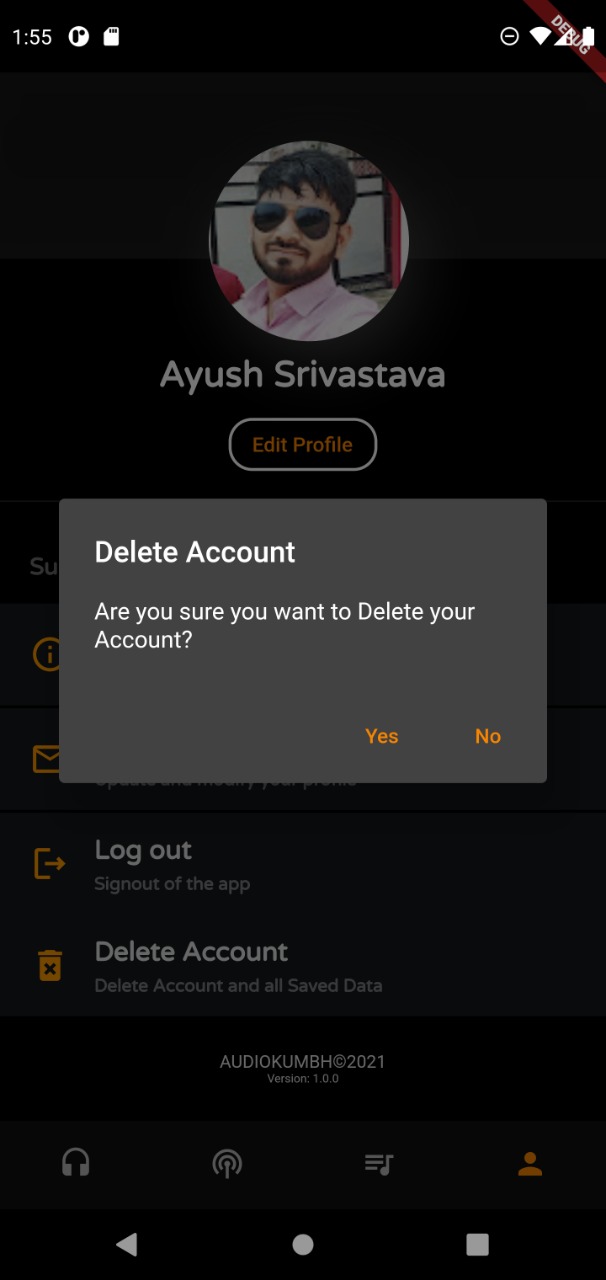 1:55
DEBUG
Ayush Srivastava
Edit Profile
Su
Delete Account
Are you sure you want to Delete your
Account?
Yes
No
Update and modify your profile
Log out
Signout of the app
Delete Account
Delete Account and all Saved Data
AUDIOKUMBH©2021
Version: 1.0.0